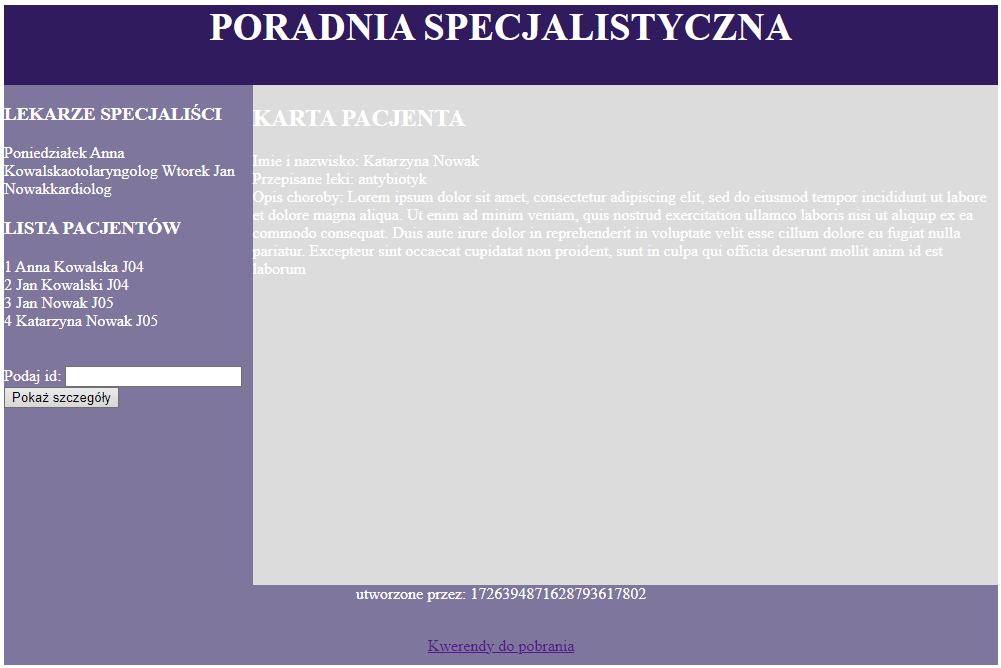 PORADNIA SPECJALISTYCZNA
LEKARZE SPECJALIŚCI
Poniedziałek Anna
Kowalskaotolaryngolog Wtorek Jan
Nowakkardiolog
LISTA PACJENTÓW
1 Anna Kowalska J04
2 Jan Kowalski J04
3 Jan Nowak J05
4 Katarzyna Nowak J05
Podaj id:
Pokaż szczegóły
KARTA PACJENTA
Imie i nazwisko: Katarzyna Nowak
Przepisane leki: antybiotyk
Opis choroby: Lorem ipsum dolor sit amet, consectetur adipiscing elit, sed do eiusmod tempor incididunt ut labore
et dolore magna aliqua. Ut enim ad minim veniam, quis nostrud exercitation ullamco laboris nisi ut aliquip ex ea
commodo consequat. Duis aute irure dolor in reprehenderit in voluptate velit esse cillum dolore eu fugiat nulla
pariatur. Excepteur sint occaecat cupidatat non proident, sunt in culpa qui officia deserunt mollit anim id est
laborum
utworzone przez: 1726394871628793617802
Kwerendy do pobrania